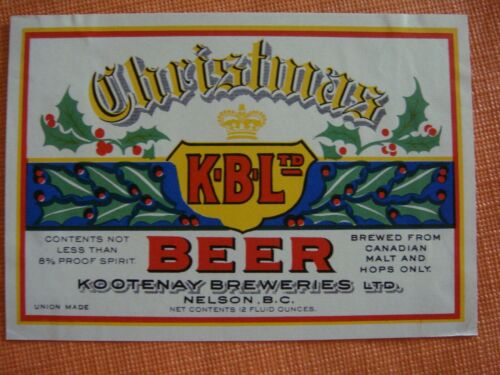 Christmas
K·B·LTD
BEER
CONTENTS NOT
LESS THAN
8% PROOF SPIRIT
BREWED FROM
CANADIAN
MALT AND
HOPS ONLY.
KOOTENAY BREWERIES LTD.
NELSON, B.C.
NET CONTENTS 12 FLUID OUNCES.
UNION MADE